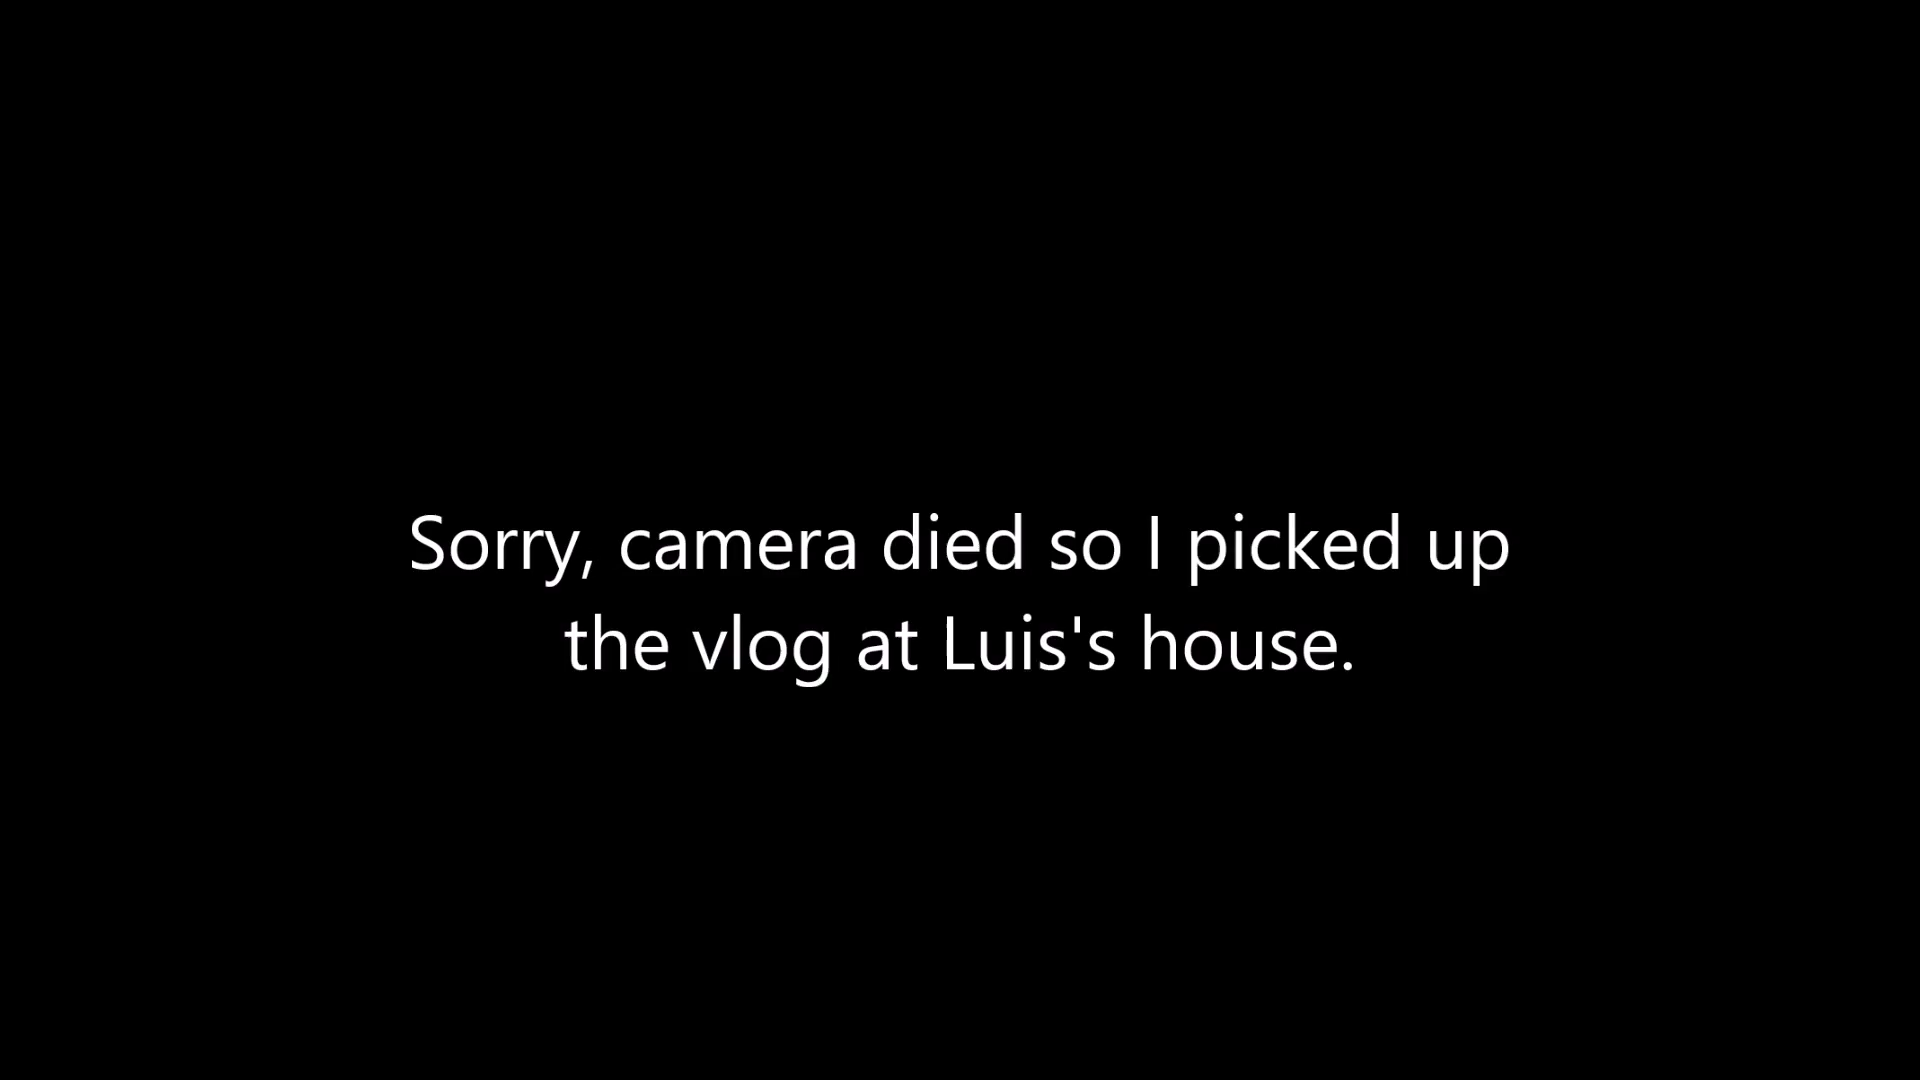 Sorry, camera died so I picked up
the vlog at Luis's house.